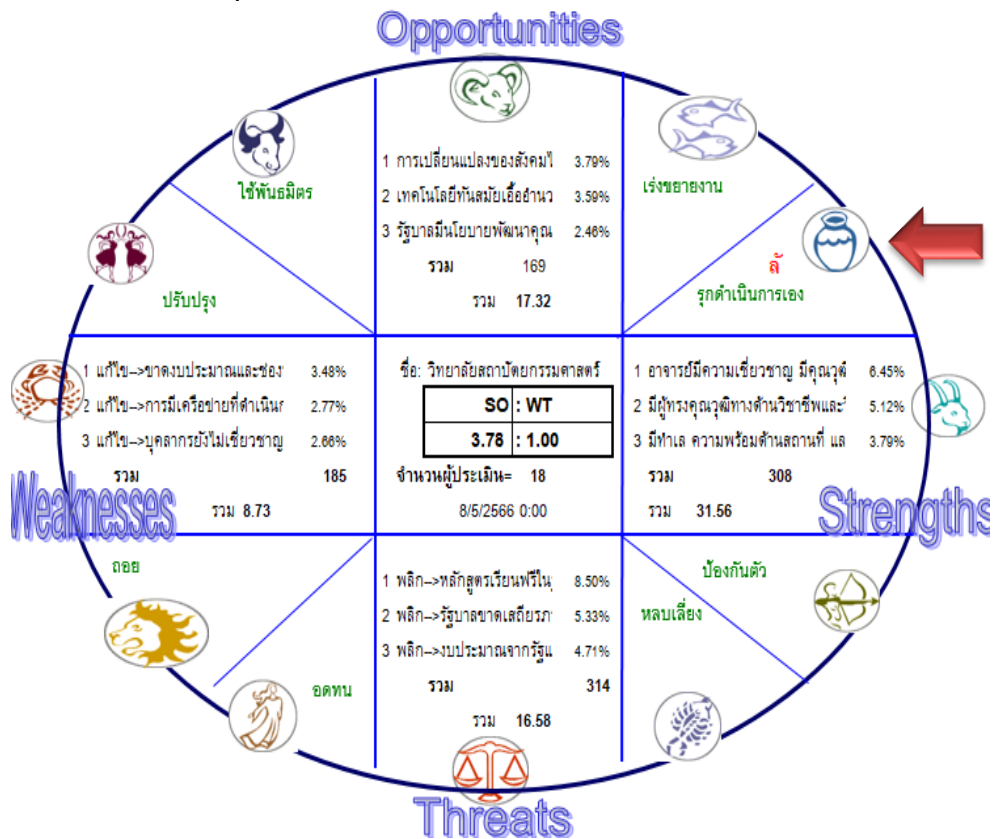 Opportunities
1 การเปลี่ยนแปลงของสังคมไ 3.79%
2 เทคโนโลยีทันสมัยเอื้ออำนว 3.59%
3 รัฐบาลมีนโยบายพัฒนาคุณ 2.46%
รวม 169
รวม 17.32
ใช้พันธมิตร
เร่งขยายงาน
ปรับปรุง
ลั
รุกดำเนินการเอง
1 แก้ไข-->ขาดงบประมาณและช่อง 3.48%
2 แก้ไข-->การมีเครือข่ายที่ดำเนินก 2.77%
3 แก้ไข-->บุคลากรยังไม่เชี่ยวชาญ 2.66%
รวม 185
รวม 8.73
Weaknesses
ชื่อ: วิทยาลัยสถาปัตยกรรมศาสตร์
SO : WT
3.78 : 1.00
จำนวนผู้ประเมิน= 18
8/5/2566 0:00
1 อาจารย์มีความเชี่ยวชาญ มีคุณวุฒิ 6.45%
2 มีผู้ทรงคุณวุฒิทางด้านวิชาชีพและ 5.12%
3 มีทำเล ความพร้อมด้านสถานที่ แล 3.79%
รวม 308
รวม 31.56
Strengths
ถอย
อดทน
1 พลิก-->หลักสูตรเรียนฟรีใน 8.50%
2 พลิก-->รัฐบาลขาดเสถียรภา 5.33%
3 พลิก-->งบประมาณจากรัฐแ 4.71%
รวม 314
รวม 16.58
ป้องกันตัว
หลบเลี่ยง
Threats